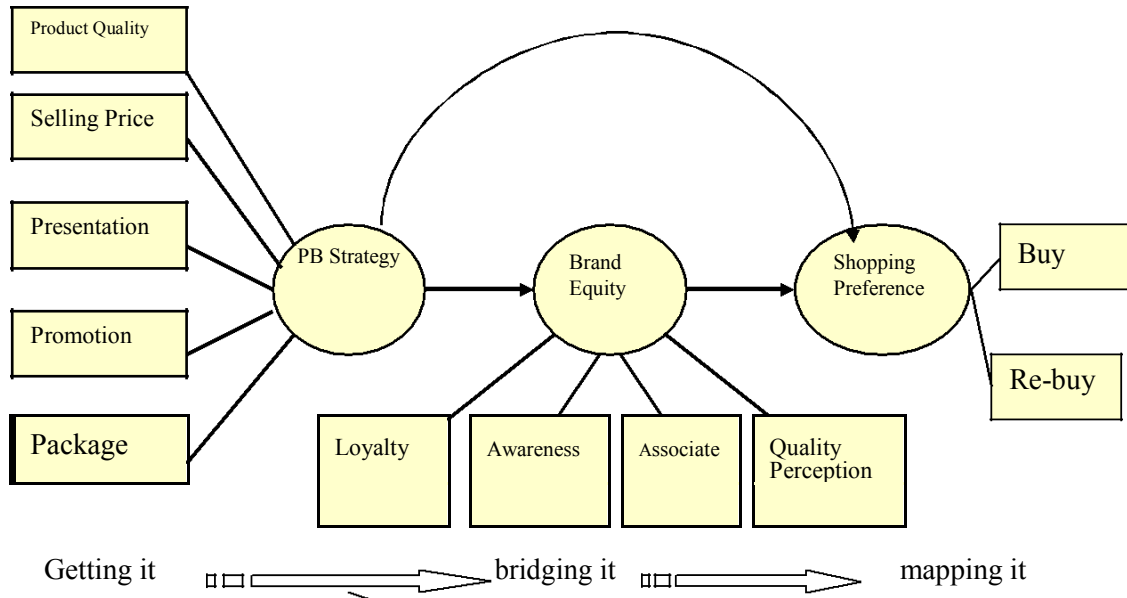 Product Quality
Selling Price
Presentation
Promotion
Package
PB Strategy
Brand
Equity
Shopping
Preference
Buy
Re-buy
Loyalty
Awareness
Associate
Quality
Perception
Getting it
bridging it
mapping it